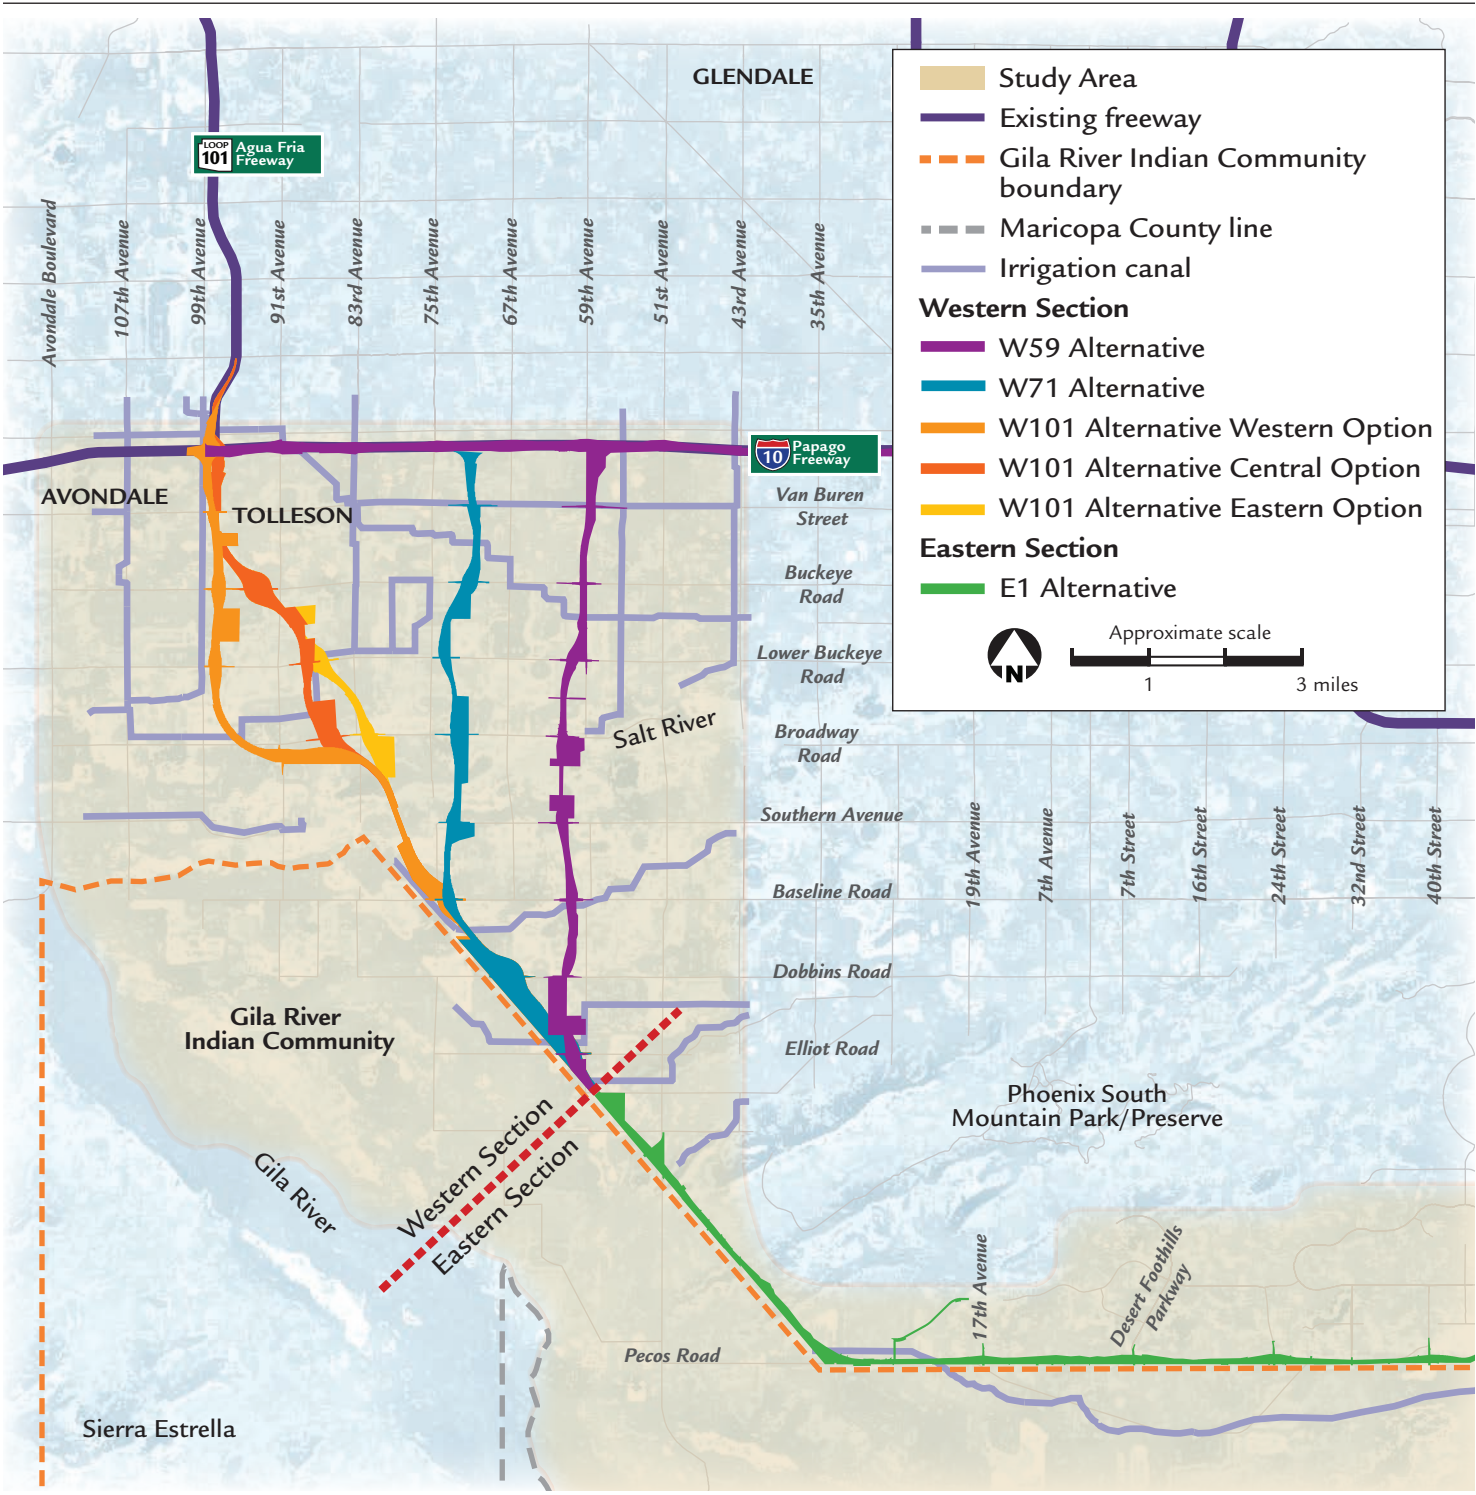 GLENDALE
LOOP
101
Agua Fria
Freeway
Avondale Boulevard
107th Avenue
99th Avenue
91st Avenue
83rd Avenue
75th Avenue
67th Avenue
59th Avenue
51st Avenue
43rd Avenue
35th Avenue
Study Area
Existing freeway
Gila River Indian Community
boundary
Maricopa County line
Irrigation canal
Western Section
W59 Alternative
W71 Alternative
W101 Alternative Western Option
W101 Alternative Central Option
W101 Alternative Eastern Option
Eastern Section
E1 Alternative
Approximate scale
N
1
3 miles
10
Papago
Freeway
AVONDALE
TOLLESON
Van Buren
Street
Buckeye
Road
Lower Buckeye
Road
Salt River
Broadway
Road
Southern Avenue
Baseline Road
Dobbins Road
Elliot Road
19th Avenue
7th Avenue
7th Street
16th Street
24th Street
32nd Street
40th Street
Gila River
Indian Community
Phoenix South
Mountain Park/Preserve
Western Section
Eastern Section
Gila River
17th Avenue
Desert Foothills
Parkway
Pecos Road
Sierra Estrella